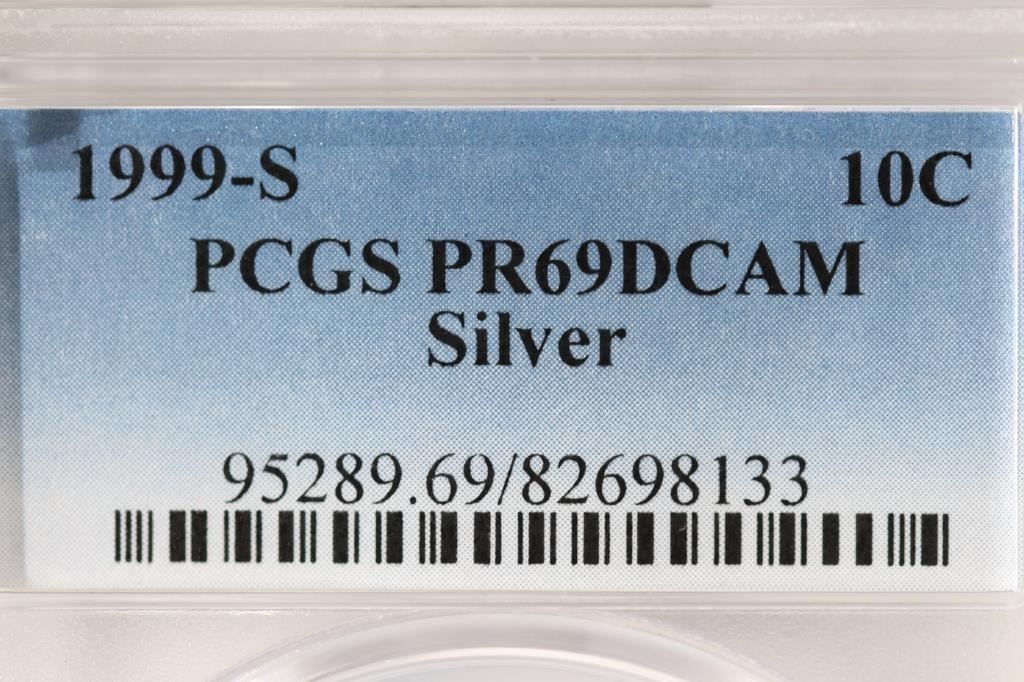 1999-S 10C
PCGS PR69DCAM
Silver
95289.69/82698133